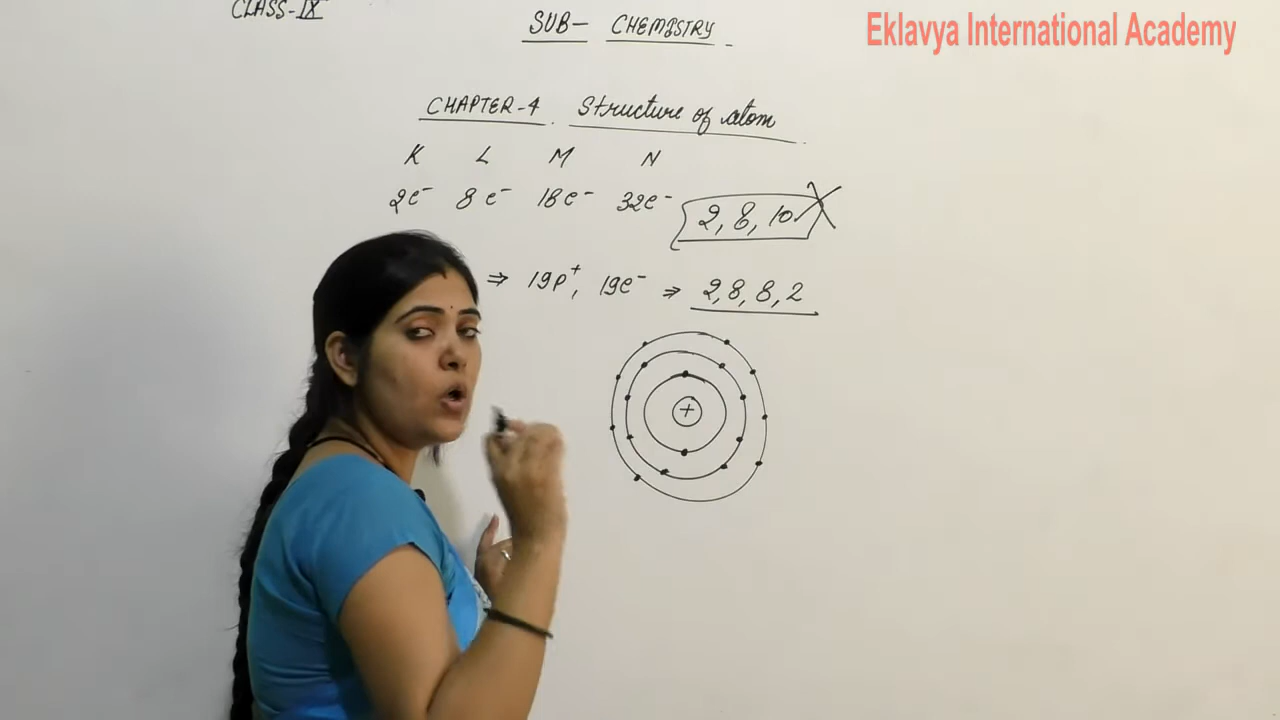 CLASS-IX
SUB- CHEMISTRY
Eklavya International Academy
CHAPTER-4. Structure of atom
K L M N
2e⁻ 8e⁻ 18e⁻ 32e⁻ 2, 8, 10
⇒ 19p⁺, 19e⁻ ⇒ 2,8,8,2
+